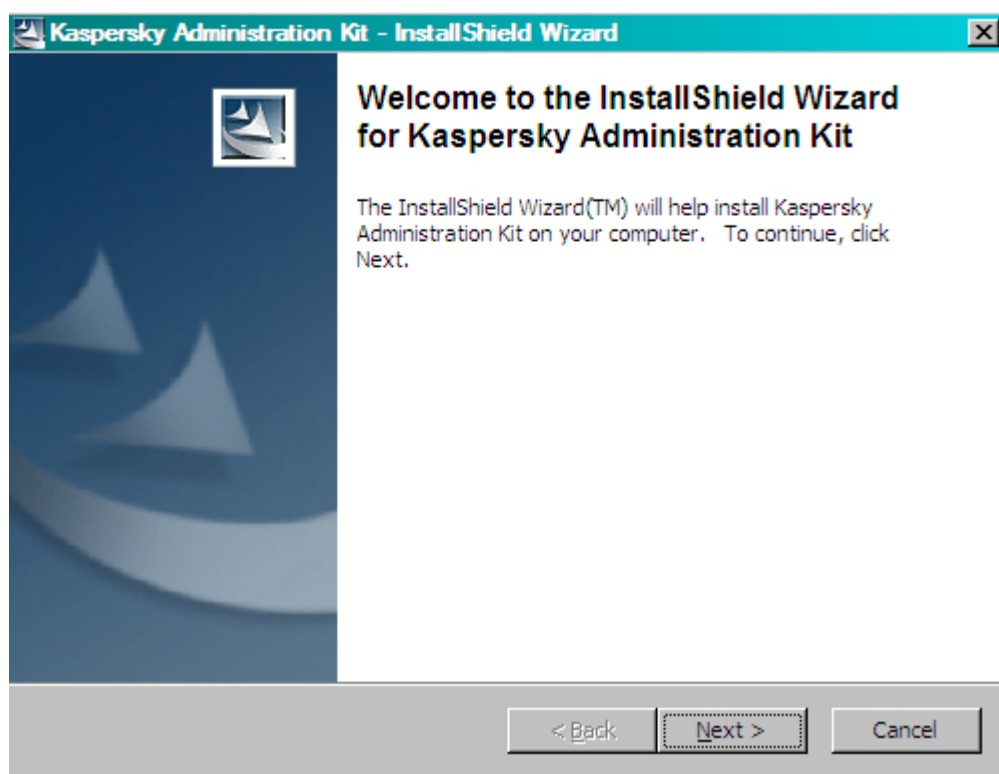 Kaspersky Administration Kit - InstallShield Wizard
Welcome to the InstallShield Wizard
for Kaspersky Administration Kit
The InstallShield Wizard(TM) will help install Kaspersky
Administration Kit on your computer.   To continue, click
Next.
< Back
Next >
Cancel